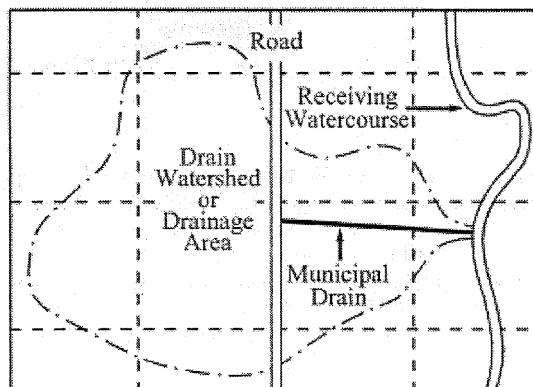 Road
Receiving
Watercourse
Drain
Watershed
or
Drainage
Area
Municipal
Drain